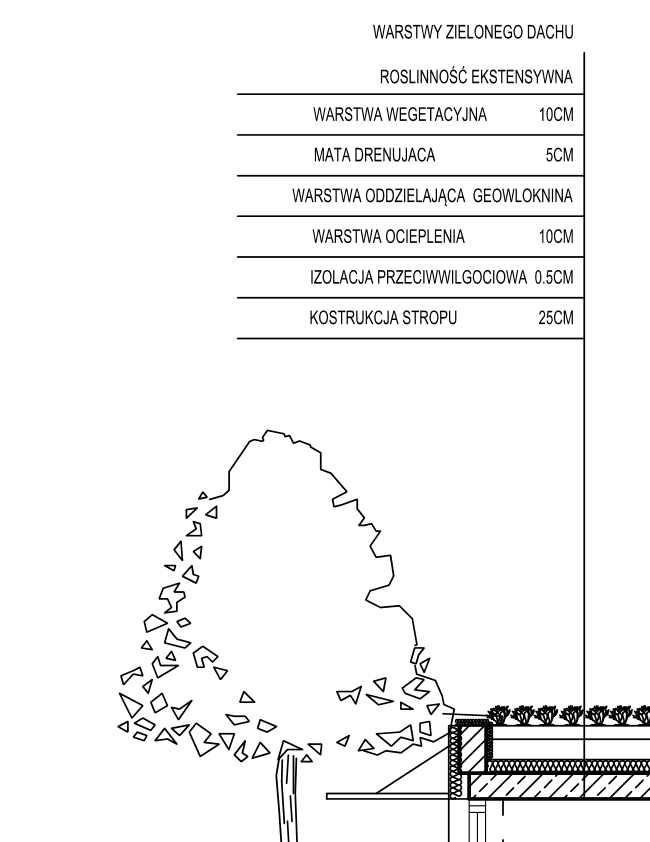 WARSTWY ZIELONEGO DACHU
ROSLINNOŚĆ EKSTENSYWNA
WARSTWA WEGETACYJNA 10CM
MATA DRENUJACA 5CM
WARSTWA ODDZIELAJĄCA GEOWLOKNINA
WARSTWA OCIEPLENIA 10CM
IZOLACJA PRZECIWWILGOCIOWA 0.5CM
KOSTRUKCJA STROPU 25CM